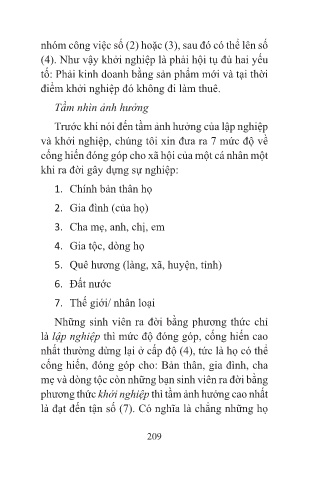 nhóm công việc số (2) hoặc (3), sau đó có thể lên số
(4). Như vậy khởi nghiệp là phải hội tụ đủ hai yếu
tố: Phải kinh doanh bằng sản phẩm mới và tại thời
điểm khởi nghiệp đó không đi làm thuê.
Tầm nhìn ảnh hưởng
Trước khi nói đến tầm ảnh hưởng của lập nghiệp
và khởi nghiệp, chúng tôi xin đưa ra 7 mức độ về
cống hiến đóng góp cho xã hội của một cá nhân một
khi ra đời gây dựng sự nghiệp:
1. Chính bản thân họ
2. Gia đình (của họ)
3. Cha mẹ, anh, chị, em
4. Gia tộc, dòng họ
5. Quê hương (làng, xã, huyện, tỉnh)
6. Đất nước
7. Thế giới/ nhân loại
Những sinh viên ra đời bằng phương thức chỉ
là lập nghiệp thì mức độ đóng góp, cống hiến cao
nhất thường dừng lại ở cấp độ (4), tức là họ có thể
cống hiến, đóng góp cho: Bản thân, gia đình, cha
mẹ và dòng tộc còn những bạn sinh viên ra đời bằng
phương thức khởi nghiệp thì tầm ảnh hưởng cao nhất
là đạt đến tận số (7). Có nghĩa là chẳng những họ
209